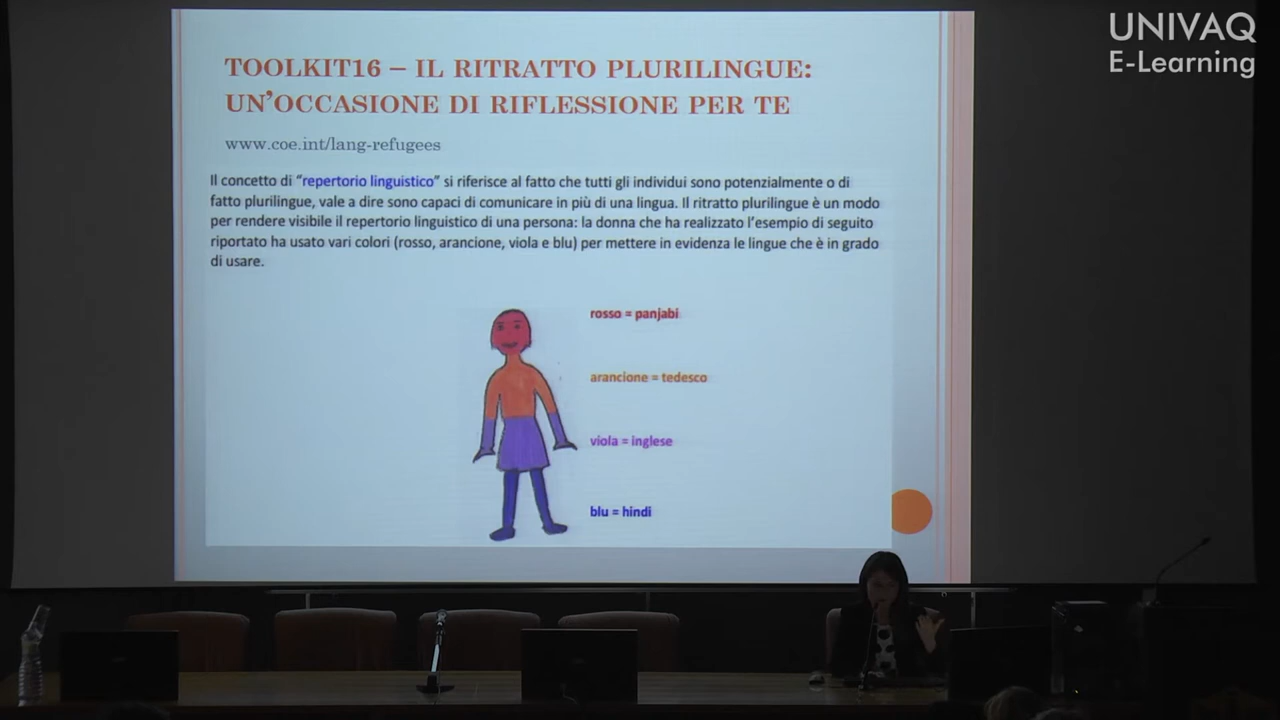 UNIVAQ
E-Learning
TOOLKIT16 – IL RITRATTO PLURILINGUE:
UN'OCCASIONE DI RIFLESSIONE PER TE
www.coe.int/lang-refugees
Il concetto di "repertorio linguistico" si riferisce al fatto che tutti gli individui sono potenzialmente o di
fatto plurilingue, vale a dire sono capaci di comunicare in più di una lingua. Il ritratto plurilingue è un modo
per rendere visibile il repertorio linguistico di una persona: la donna che ha realizzato l'esempio di seguito
riportato ha usato vari colori (rosso, arancione, viola e blu) per mettere in evidenza le lingue che è in grado
di usare.
rosso = panjabi
arancione = tedesco
viola = inglese
blu = hindi